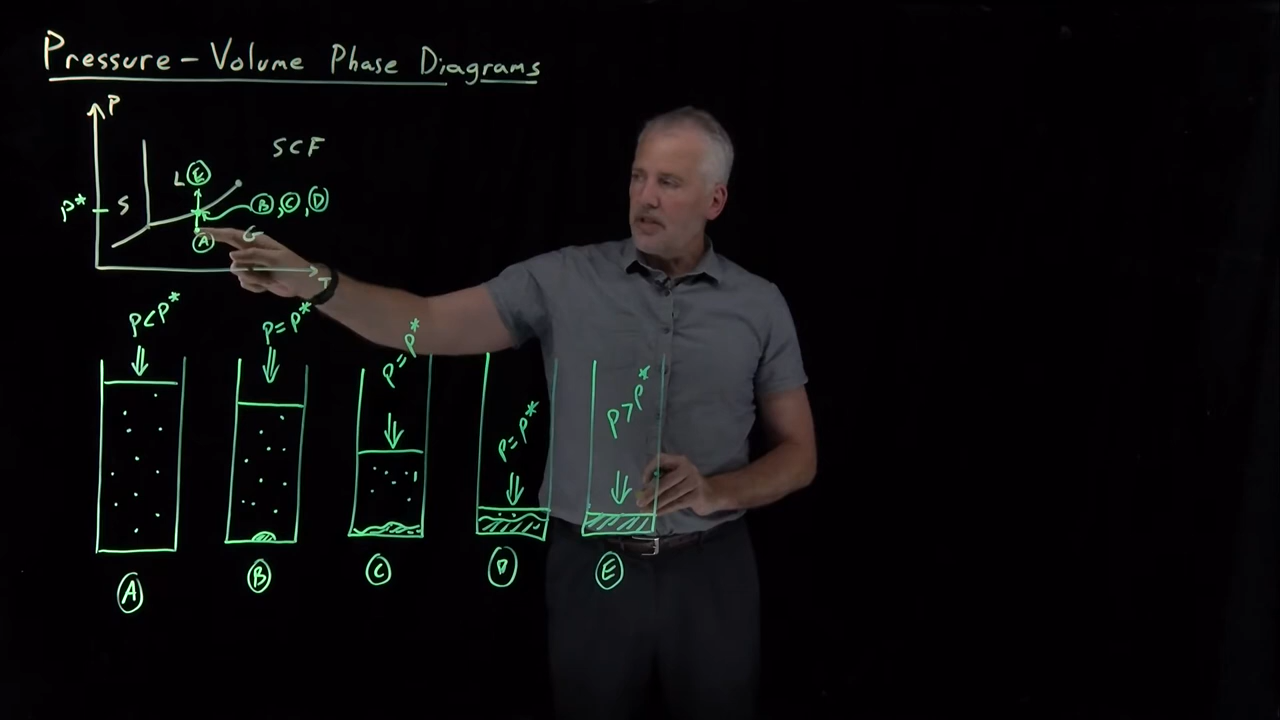 Pressure - Volume Phase Diagrams
P
SCF
L E
P* S B, C, D
G
A
T
P<P* P=P* P=P* P=P* P>P*
A B C D E